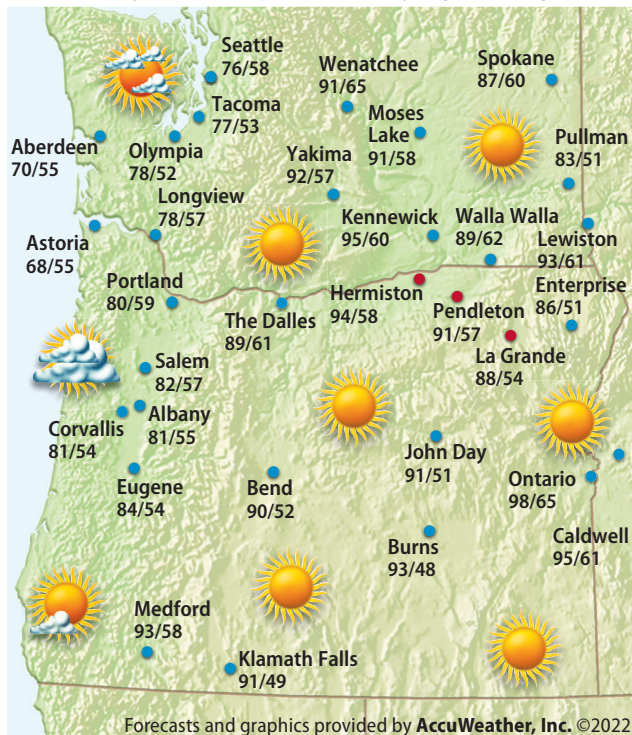 Seattle
76/58
Wenatchee
91/65
Spokane
87/60
Tacoma
77/53
Moses
Lake
91/58
Aberdeen
70/55
Olympia
78/52
Yakima
92/57
Pullman
83/51
Longview
78/57
Kennewick
95/60
Walla Walla
89/62
Lewiston
93/61
Astoria
68/55
Portland
80/59
The Dalles
89/61
Hermiston
94/58
Pendleton
91/57
Enterprise
86/51
La Grande
88/54
Salem
82/57
Albany
81/55
Corvallis
81/54
John Day
91/51
Eugene
84/54
Bend
90/52
Ontario
98/65
Burns
93/48
Caldwell
95/61
Medford
93/58
Klamath Falls
91/49
Forecasts and graphics provided by AccuWeather, Inc. ©2022